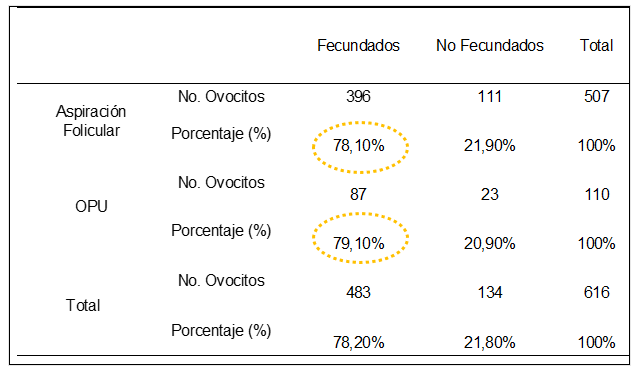 Fecundados No Fecundados Total
Aspiración Folicular No. Ovocitos 396 111 507
Porcentaje (%) 78,10% 21,90% 100%
OPU No. Ovocitos 87 23 110
Porcentaje (%) 79,10% 20,90% 100%
Total No. Ovocitos 483 134 616
Porcentaje (%) 78,20% 21,80% 100%